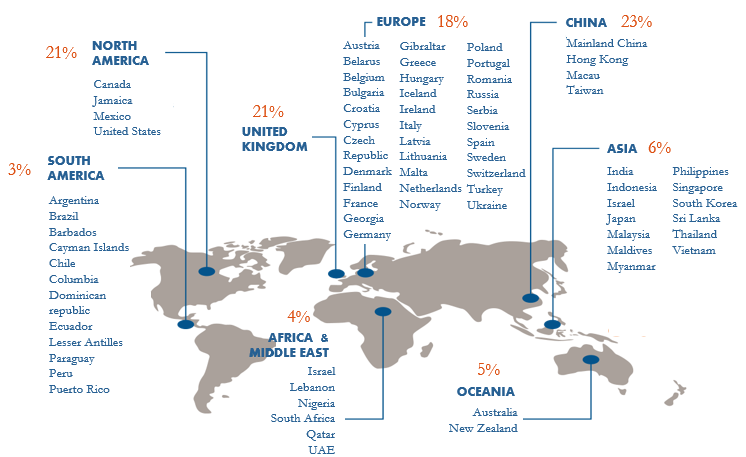 21%
NORTH
AMERICA
Canada
Jamaica
Mexico
United States
3%
SOUTH
AMERICA
Argentina
Brazil
Barbados
Cayman Islands
Chile
Columbia
Dominican
republic
Ecuador
Lesser Antilles
Paraguay
Peru
Puerto Rico
21%
UNITED
KINGDOM
EUROPE 18%
Austria
Belarus
Belgium
Bulgaria
Croatia
Cyprus
Czech
Republic
Denmark
Finland
France
Georgia
Germany
Gibraltar
Greece
Hungary
Iceland
Ireland
Italy
Latvia
Lithuania
Malta
Netherlands
Norway
Poland
Portugal
Romania
Russia
Serbia
Slovenia
Spain
Sweden
Switzerland
Turkey
Ukraine
CHINA 23%
Mainland China
Hong Kong
Macau
Taiwan
ASIA 6%
India
Indonesia
Israel
Japan
Malaysia
Maldives
Myanmar
Philippines
Singapore
South Korea
Sri Lanka
Thailand
Vietnam
4%
AFRICA &
MIDDLE EAST
Israel
Lebanon
Nigeria
South Africa
Qatar
UAE
5%
OCEANIA
Australia
New Zealand